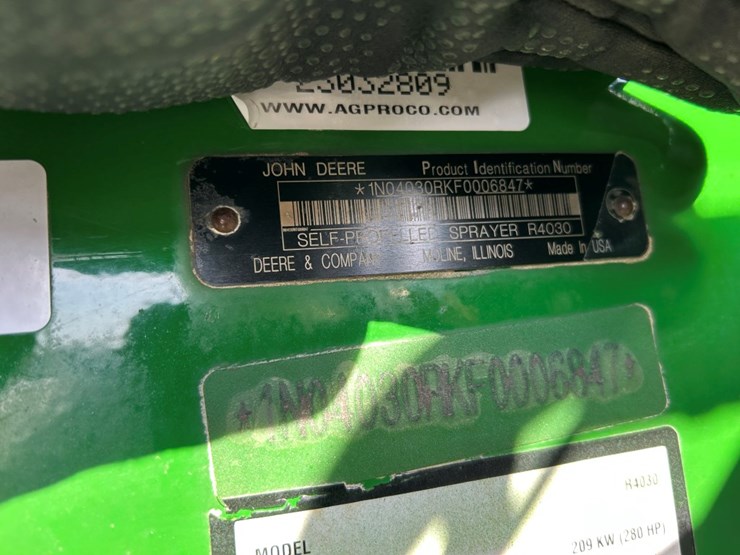 23032809
WWW.AGPROCO.COM
JOHN DEERE Product Identification Number
*1N04030RKF0006847*
SELF-PROPELLED SPRAYER R4030
DEERE & COMPANY MOLINE, ILLINOIS Made in USA
*1N04030RKF0006847*
R4030
MODEL 209 KW (280 HP)